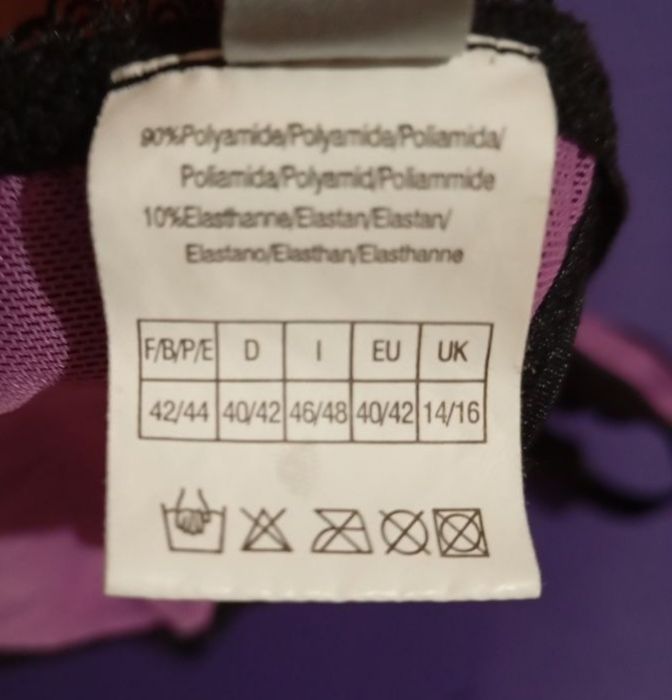 90%Polyamide/Polyamida/Poliamida/
Poliamida/Polyamid/Poliammide
10%Elasthanne/Elastan/Elastan/
Elastano/Elasthan/Elasthanne
F/B/P/E D I EU UK
42/44 40/42 46/48 40/42 14/16